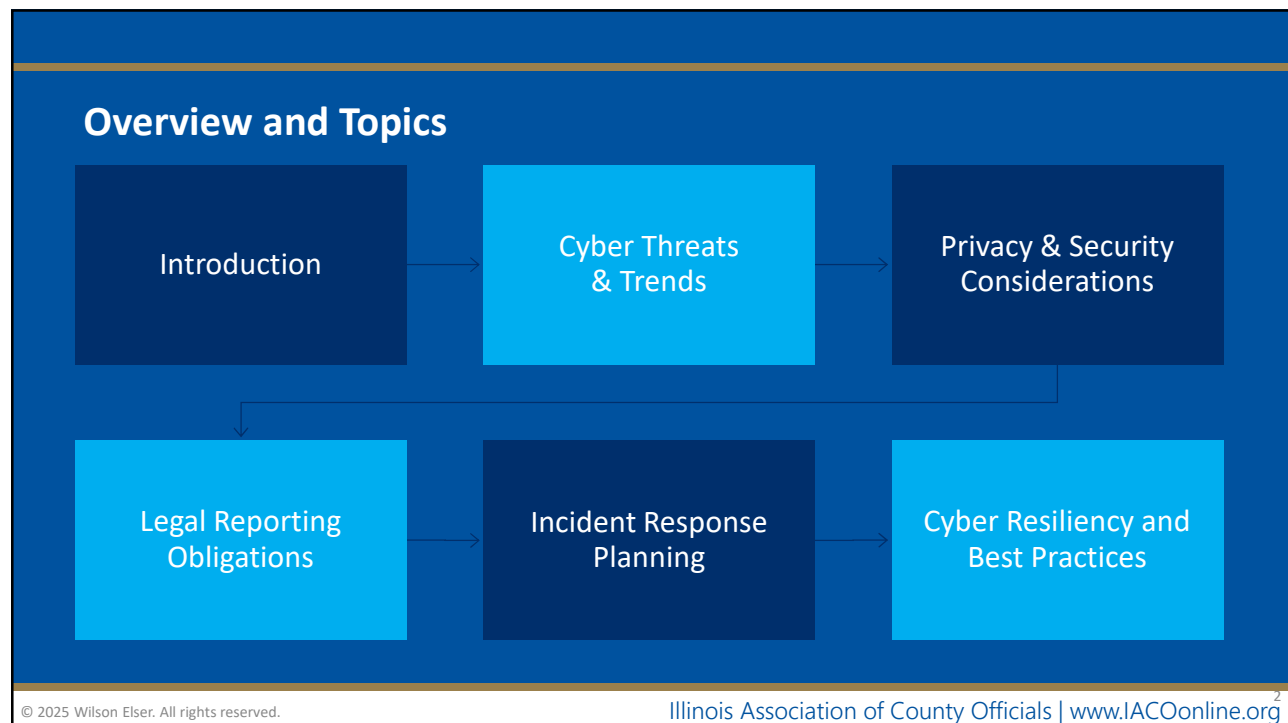 Overview and Topics
Introduction
Cyber Threats
& Trends
Privacy & Security
Considerations
Legal Reporting
Obligations
Incident Response
Planning
Cyber Resiliency and
Best Practices
© 2025 Wilson Elser. All rights reserved.
Illinois Association of County Officials | www.IACOonline.org
2